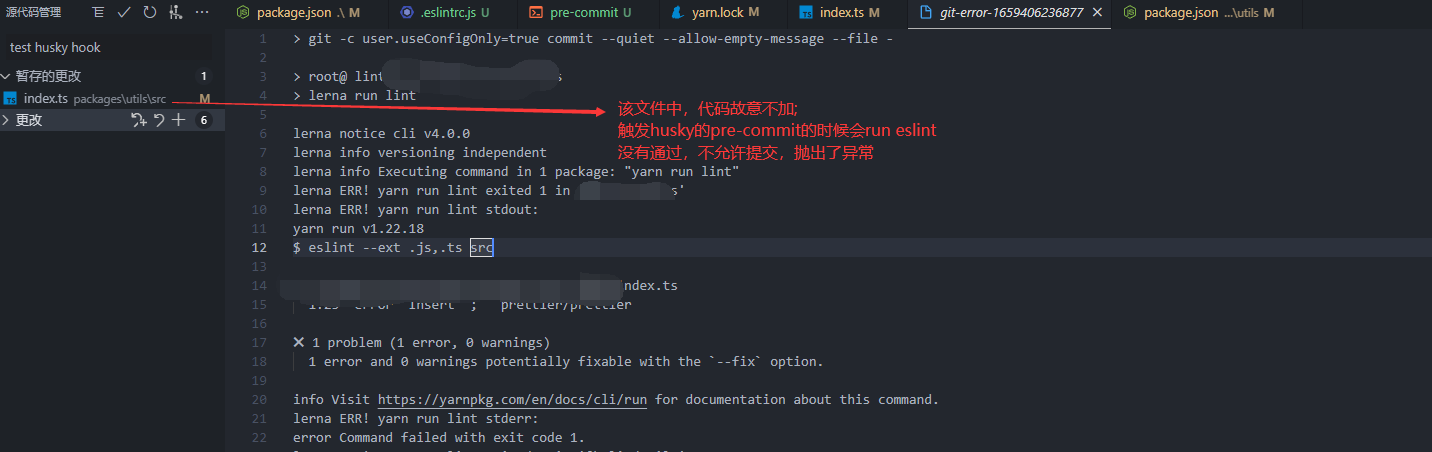 源代码管理
package.json .\ M
.eslintrc.js U
pre-commit U
yarn.lock M
index.ts M
git-error-1659406236877
package.json ...\utils M
test husky hook
暂存的更改 1
index.ts packages\utils\src M
更改 6
1 > git -c user.useConfigOnly=true commit --quiet --allow-empty-message --file -
2
3 > root@ lint s
4 > lerna run lint
5
6 lerna notice cli v4.0.0
7 lerna info versioning independent
8 lerna info Executing command in 1 package: "yarn run lint"
9 lerna ERR! yarn run lint exited 1 in s'
10 lerna ERR! yarn run lint stdout:
11 yarn run v1.22.18
12 $ eslint --ext .js,.ts src
13
14 ndex.ts
15 error ; prettier/prettier
16
17 ✕ 1 problem (1 error, 0 warnings)
18 1 error and 0 warnings potentially fixable with the `--fix` option.
19
20 info Visit https://yarnpkg.com/en/docs/cli/run for documentation about this command.
21 lerna ERR! yarn run lint stderr:
22 error Command failed with exit code 1.
该文件中，代码故意不加;
触发husky的pre-commit的时候会run eslint
没有通过，不允许提交，抛出了异常